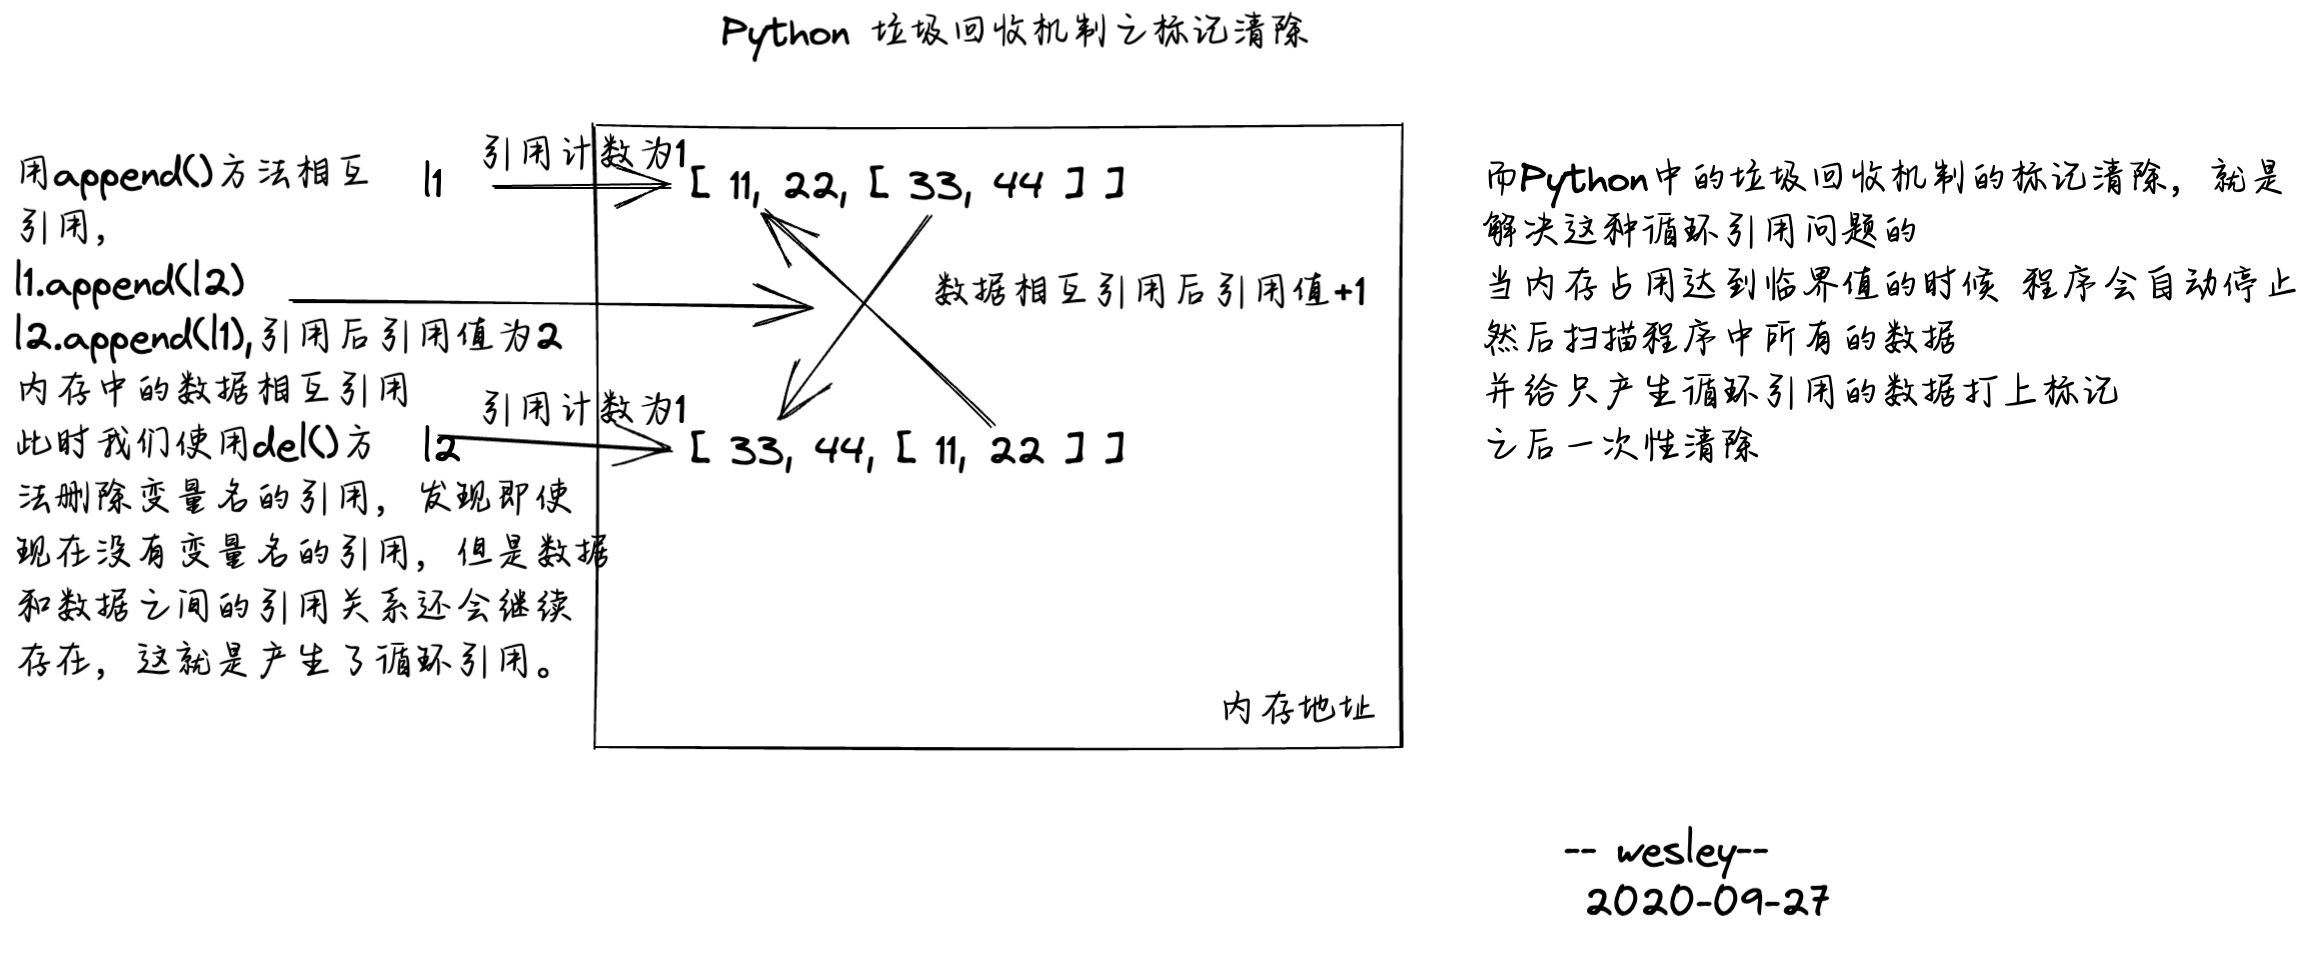 Python 垃圾回收机制之标记清除
用append()方法相互
引用，
l1.append(l2)
l2.append(l1),引用后引用值为2
内存中的数据相互引用
此时我们使用del()方
法删除变量名的引用，发现即使
现在没有变量名的引用，但是数据
和数据之间的引用关系还会继续
存在，这就是产生了循环引用。
l1
引用计数为1
[ 11, 22, [ 33, 44 ] ]
数据相互引用后引用值+1
l2
引用计数为1
[ 33, 44, [ 11, 22 ] ]
内存地址
而Python中的垃圾回收机制的标记清除，就是
解决这种循环引用问题的
当内存占用达到临界值的时候 程序会自动停止
然后扫描程序中所有的数据
并给只产生循环引用的数据打上标记
之后一次性清除
-- wesley--
2020-09-27